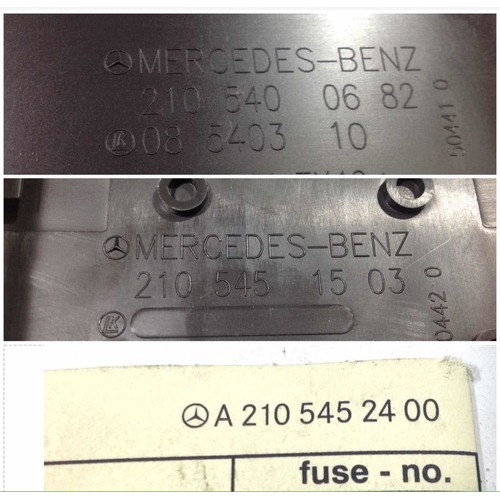 MERCEDES-BENZ
210 540 06 82
08 5403 10
50441 0
MERCEDES-BENZ
210 545 15 03
0442 0
A 210 545 24 00
fuse - no.